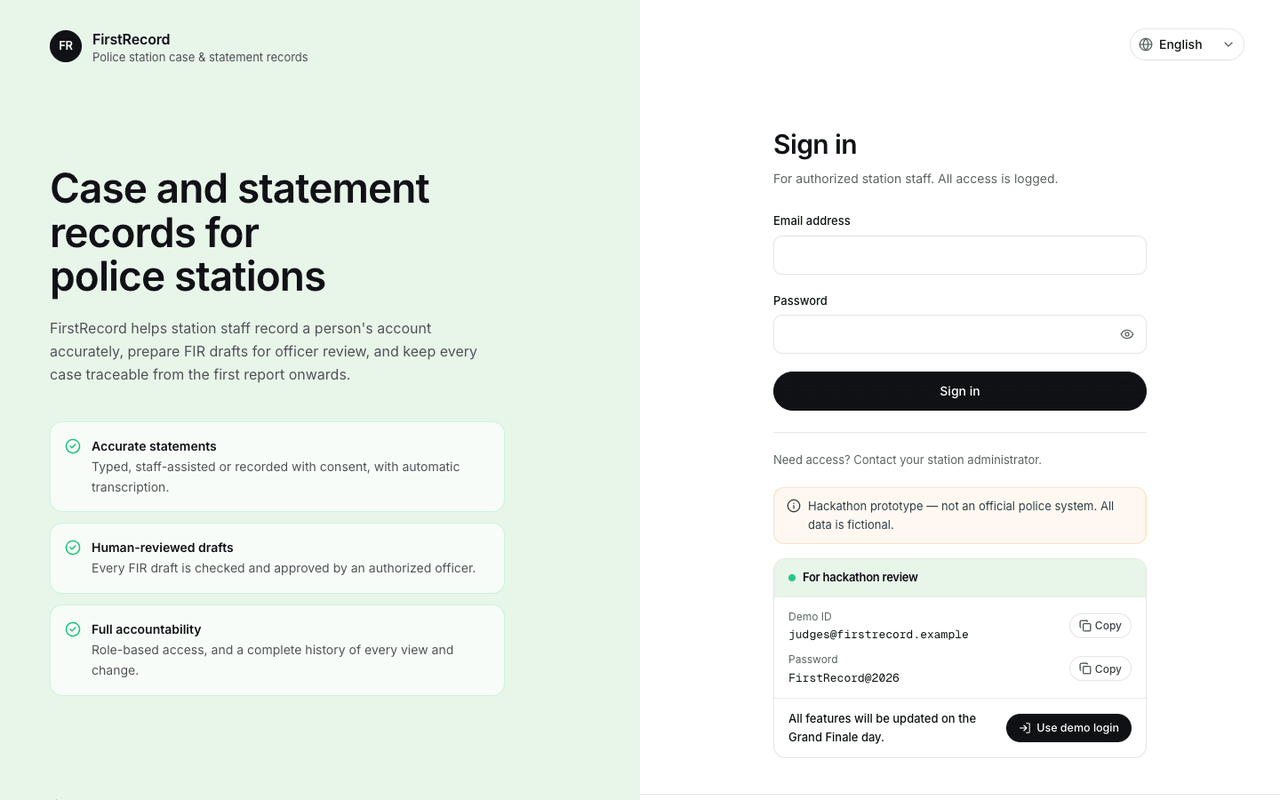 FR
FirstRecord
Police station case & statement records
Case and statement
records for
police stations
FirstRecord helps station staff record a person's account
accurately, prepare FIR drafts for officer review, and keep every
case traceable from the first report onwards.
Accurate statements
Typed, staff-assisted or recorded with consent, with automatic
transcription.
Human-reviewed drafts
Every FIR draft is checked and approved by an authorized officer.
Full accountability
Role-based access, and a complete history of every view and
change.
English
Sign in
For authorized station staff. All access is logged.
Email address
Password
Sign in
Need access? Contact your station administrator.
Hackathon prototype — not an official police system. All
data is fictional.
For hackathon review
Demo ID
judges@firstrecord.example
Copy
Password
FirstRecord@2026
Copy
All features will be updated on the
Grand Finale day.
Use demo login